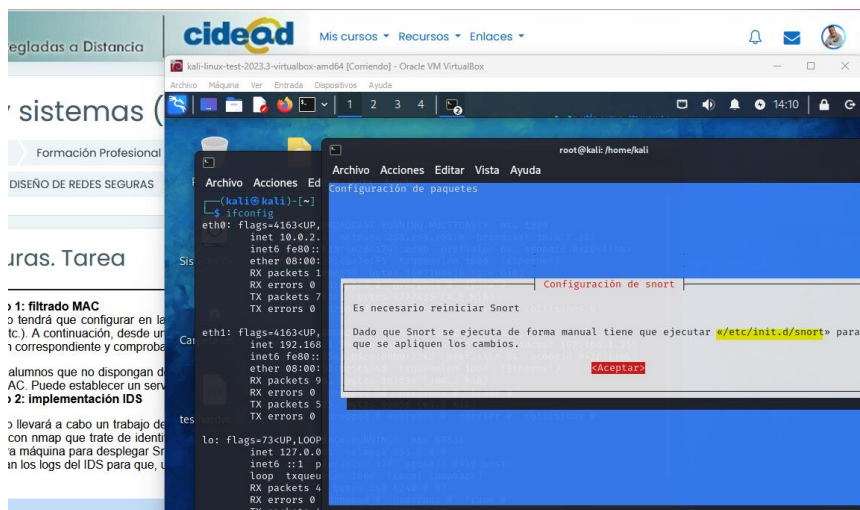 egladas a Distancia
cidead
Mis cursos
Recursos
Enlaces
kali-linux-test-2023.3-virtualbox-amd64 [Corriendo] - Oracle VM VirtualBox
Archivo Máquina Ver Entrada Dispositivos Ayuda
1 2 3 4
14:10
y sistemas (
Formación Profesional
DISEÑO DE REDES SEGURAS
uras. Tarea
o 1: filtrado MAC
o tendrá que configurar en la
tc.). A continuación, desde un
n correspondiente y comproba
alumnos que no dispongan d
AC. Puede establecer un serv
o 2: implementación IDS
o llevará a cabo un trabajo de
con nmap que trate de identi
ra máquina para desplegar Sr
an los logs del IDS para que, u
Archivo Acciones Ed
(kali㉿kali)-[~]
$ ifconfig
eth0: flags=4163<UP,
inet 10.0.2.
inet6 fe80::
ether 08:00:
RX packets 1
RX errors 0
TX packets 7
TX errors 0
eth1: flags=4163<UP,
inet 192.168
inet6 fe80::
ether 08:00:
RX packets 9
RX errors 0
TX packets 5
TX errors 0
lo: flags=73<UP,LOOP
inet 127.0.0
inet6 ::1 p
loop txqueu
RX packets 4
RX errors 0
root@kali: /home/kali
Archivo Acciones Editar Vista Ayuda
Configuración de paquetes
Configuración de snort
Es necesario reiniciar Snort
Dado que Snort se ejecuta de forma manual tiene que ejecutar «/etc/init.d/snort» para
que se apliquen los cambios.
<Aceptar>